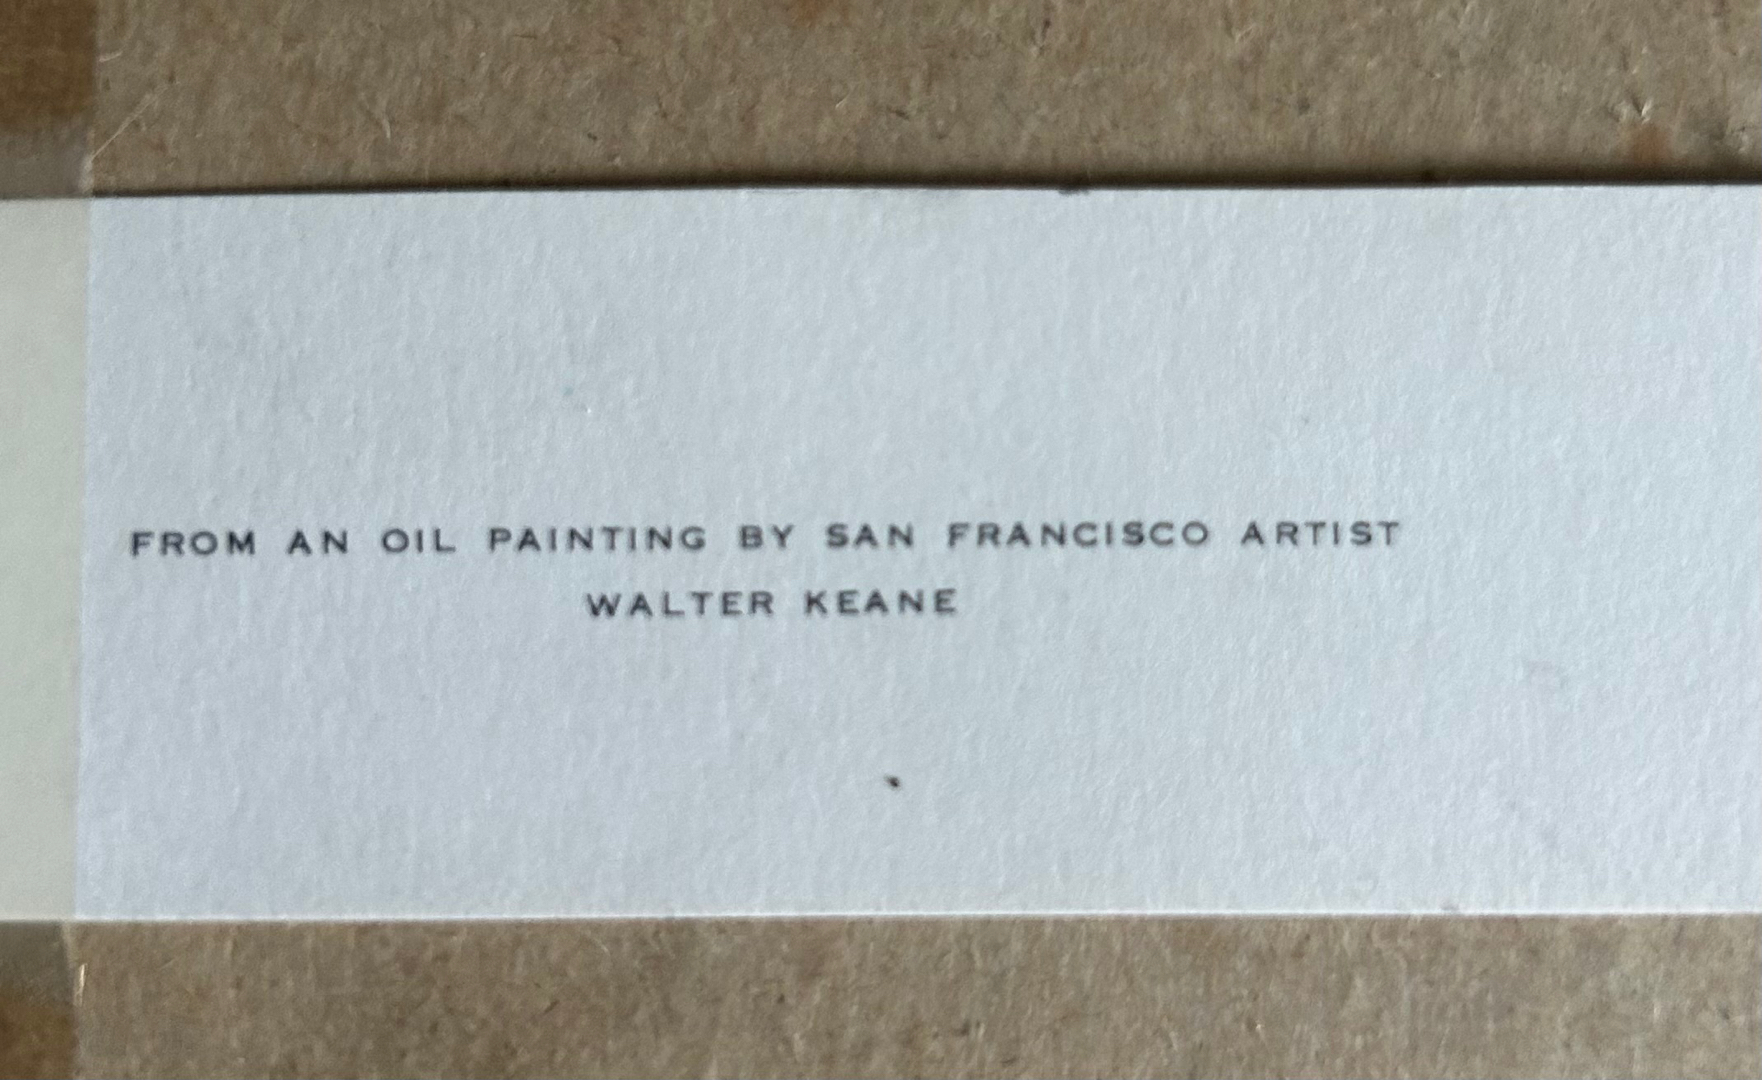 FROM AN OIL PAINTING BY SAN FRANCISCO ARTIST
WALTER KEANE